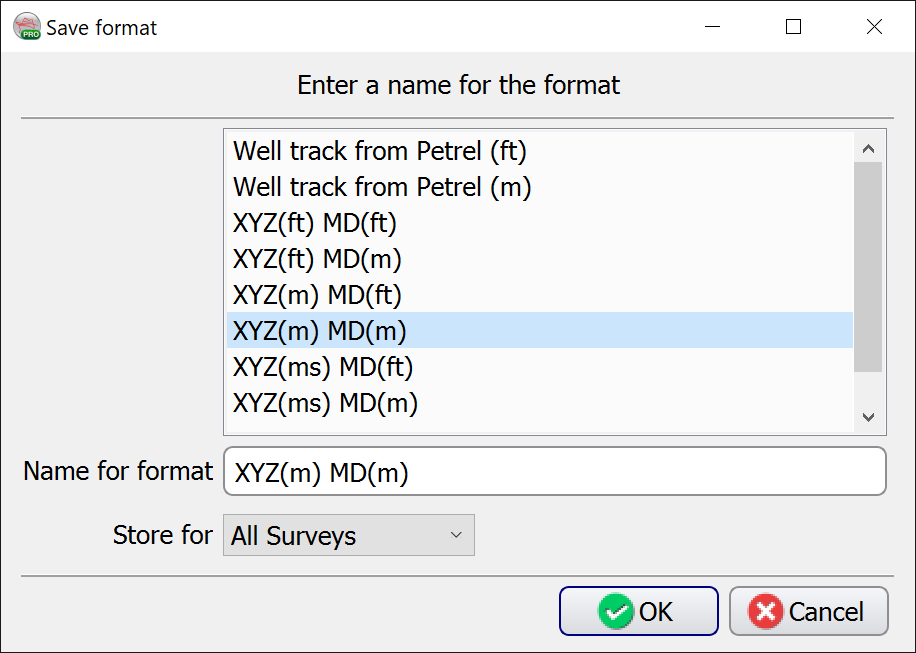 PRO Save format
Enter a name for the format
Well track from Petrel (ft)
Well track from Petrel (m)
XYZ(ft) MD(ft)
XYZ(ft) MD(m)
XYZ(m) MD(ft)
XYZ(m) MD(m)
XYZ(ms) MD(ft)
XYZ(ms) MD(m)
Name for format XYZ(m) MD(m)
Store for All Surveys
OK Cancel